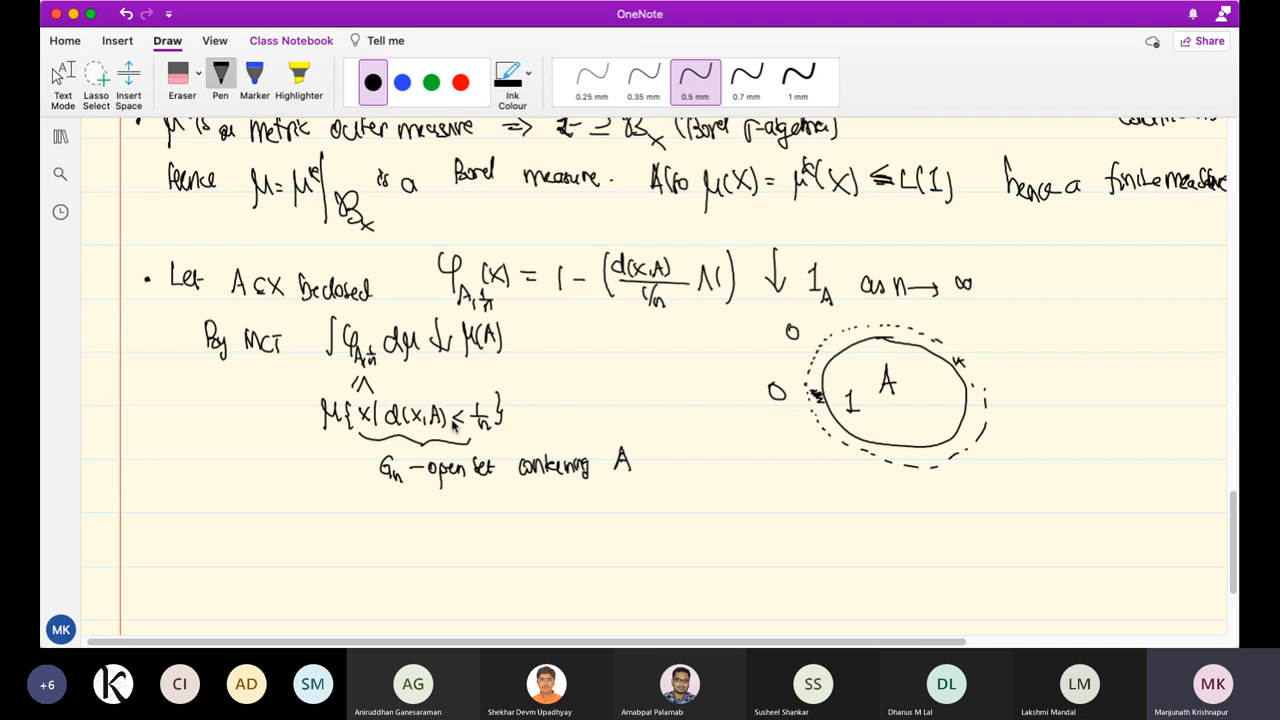 OneNote
Home Insert Draw View Class Notebook Tell me Share
Text Mode Lasso Select Insert Space Eraser Pen Marker Highlighter Ink Colour 0.25 mm 0.35 mm 0.5 mm 0.7 mm 1 mm
• μ* is a metric outer measure ⇒ ⊇ 𝓑_X (Borel σ-algebra)
hence μ = μ*|_𝓑_X is a Borel measure. Also μ(X) = μ*(X) ≤ L(1) hence a finite measure
• Let A ⊆ X be closed φ_{A,1/n}(x) = 1 - (d(x,A)/(1/n) ∧ 1) ↓ 1_A as n → ∞
By MCT ∫ φ_{A,1/n} dμ ↓ μ(A)
∧
μ{x | d(x,A) < 1/n}
G_n - open set containing A
0
0 1 A
MK
+6 K CI AD SM AG SS DL LM MK
Aniruddhan Ganesaraman Shekhar Devm Upadhyay Arnabpal Palarnab Susheel Shankar Dhanus M Lal Lakshmi Mandal Manjunath Krishnapur